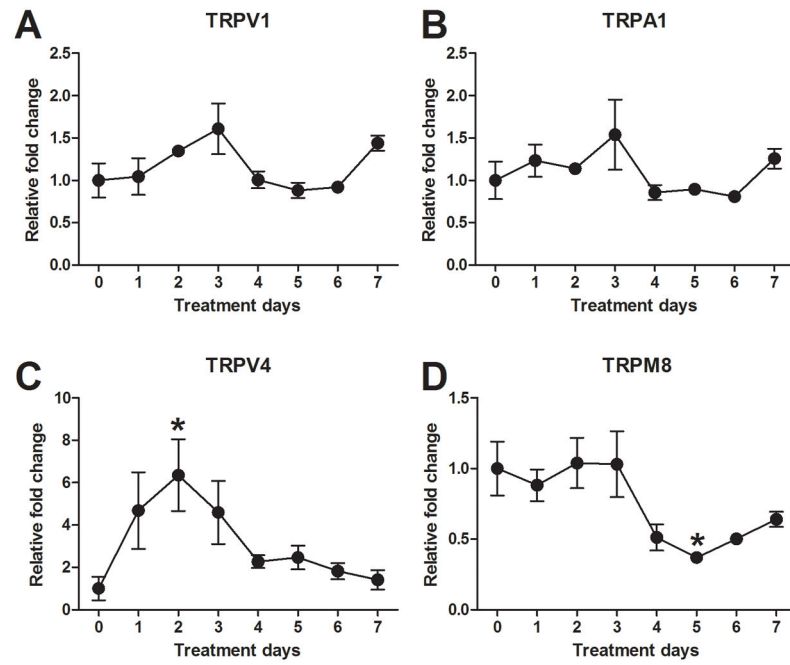 A
TRPV1
Relative fold change
2.5
2.0
1.5
1.0
0.5
0.0
0 1 2 3 4 5 6 7
Treatment days
B
TRPA1
Relative fold change
2.5
2.0
1.5
1.0
0.5
0.0
0 1 2 3 4 5 6 7
Treatment days
C
TRPV4
Relative fold change
10
8
6
4
2
0
*
0 1 2 3 4 5 6 7
Treatment days
D
TRPM8
Relative fold change
1.5
1.0
0.5
0.0
*
0 1 2 3 4 5 6 7
Treatment days